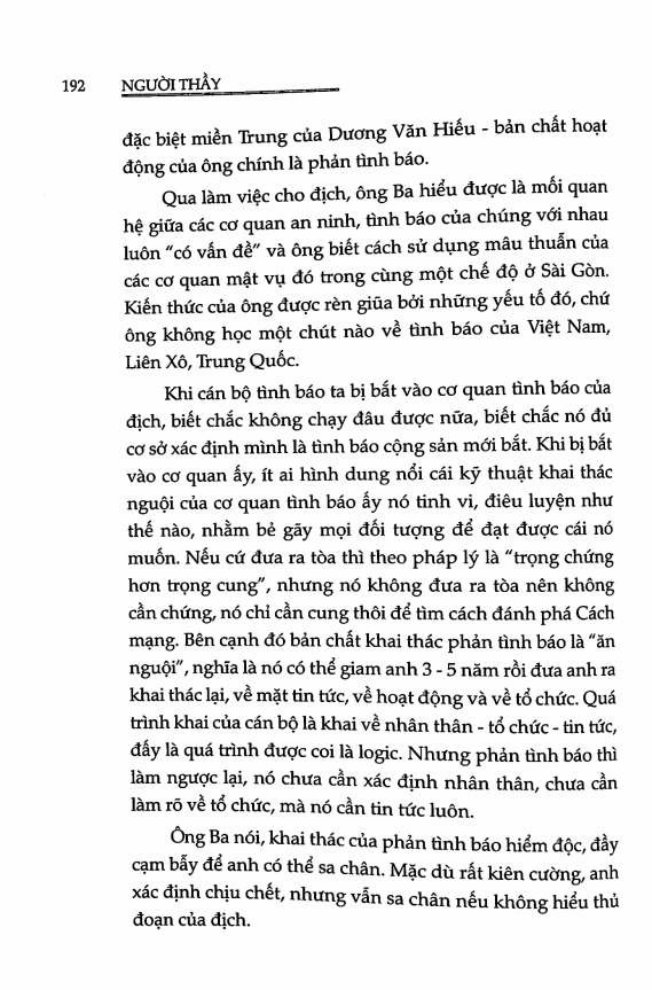 192 NGƯỜI THẦY
đặc biệt miền Trung của Dương Văn Hiếu - bản chất hoạt
động của ông chính là phản tình báo.
Qua làm việc cho địch, ông Ba hiểu được là mối quan
hệ giữa các cơ quan an ninh, tình báo của chúng với nhau
luôn "có vấn đề" và ông biết cách sử dụng mâu thuẫn của
các cơ quan mật vụ đó trong cùng một chế độ ở Sài Gòn.
Kiến thức của ông được rèn giũa bởi những yếu tố đó, chứ
ông không học một chút nào về tình báo của Việt Nam,
Liên Xô, Trung Quốc.
Khi cán bộ tình báo ta bị bắt vào cơ quan tình báo của
địch, biết chắc không chạy đâu được nữa, biết chắc nó đủ
cơ sở xác định mình là tình báo cộng sản mới bắt. Khi bị bắt
vào cơ quan ấy, ít ai hình dung nổi cái kỹ thuật khai thác
nguội của cơ quan tình báo ấy nó tinh vi, điêu luyện như
thế nào, nhằm bẻ gãy mọi đối tượng để đạt được cái nó
muốn. Nếu cứ đưa ra tòa thì theo pháp lý là "trọng chứng
hơn trọng cung", nhưng nó không đưa ra tòa nên không
cần chứng, nó chỉ cần cung thôi để tìm cách đánh phá Cách
mạng. Bên cạnh đó bản chất khai thác phản tình báo là "ăn
nguội", nghĩa là nó có thể giam anh 3 - 5 năm rồi đưa anh ra
khai thác lại, về mặt tin tức, về hoạt động và về tổ chức. Quá
trình khai của cán bộ là khai về nhân thân - tổ chức - tin tức,
đấy là quá trình được coi là logic. Nhưng phản tình báo thì
làm ngược lại, nó chưa cần xác định nhân thân, chưa cần
làm rõ về tổ chức, mà nó cần tin tức luôn.
Ông Ba nói, khai thác của phản tình báo hiểm độc, đầy
cạm bẫy để anh có thể sa chân. Mặc dù rất kiên cường, anh
xác định chịu chết, nhưng vẫn sa chân nếu không hiểu thủ
đoạn của địch.